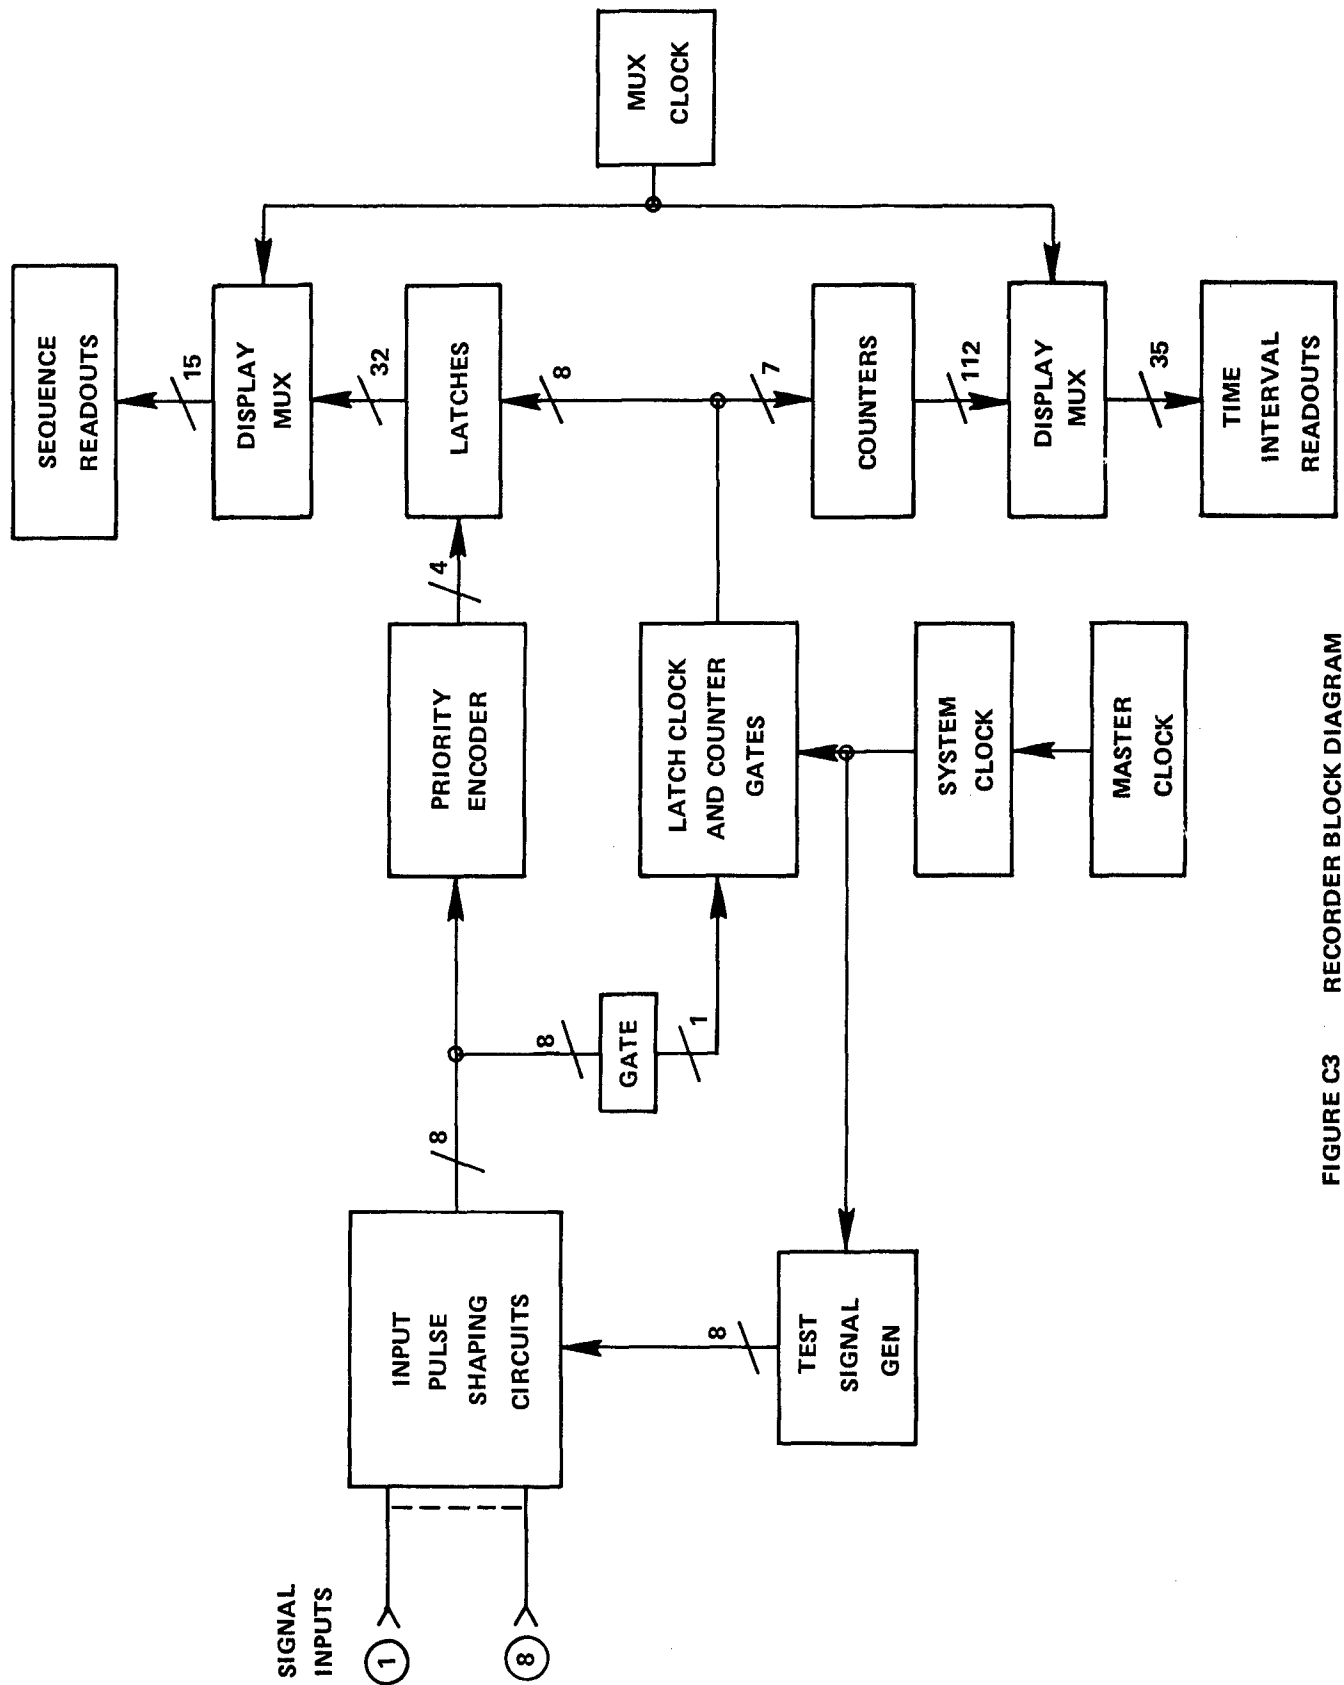 SIGNAL
INPUTS
1
8
INPUT
PULSE
SHAPING
CIRCUITS
8
8
TEST
SIGNAL
GEN
8
GATE
1
PRIORITY
ENCODER
4
LATCH CLOCK
AND COUNTER
GATES
SYSTEM
CLOCK
MASTER
CLOCK
SEQUENCE
READOUTS
15
DISPLAY
MUX
32
LATCHES
8
7
COUNTERS
112
DISPLAY
MUX
35
TIME
INTERVAL
READOUTS
MUX
CLOCK
FIGURE C3 RECORDER BLOCK DIAGRAM